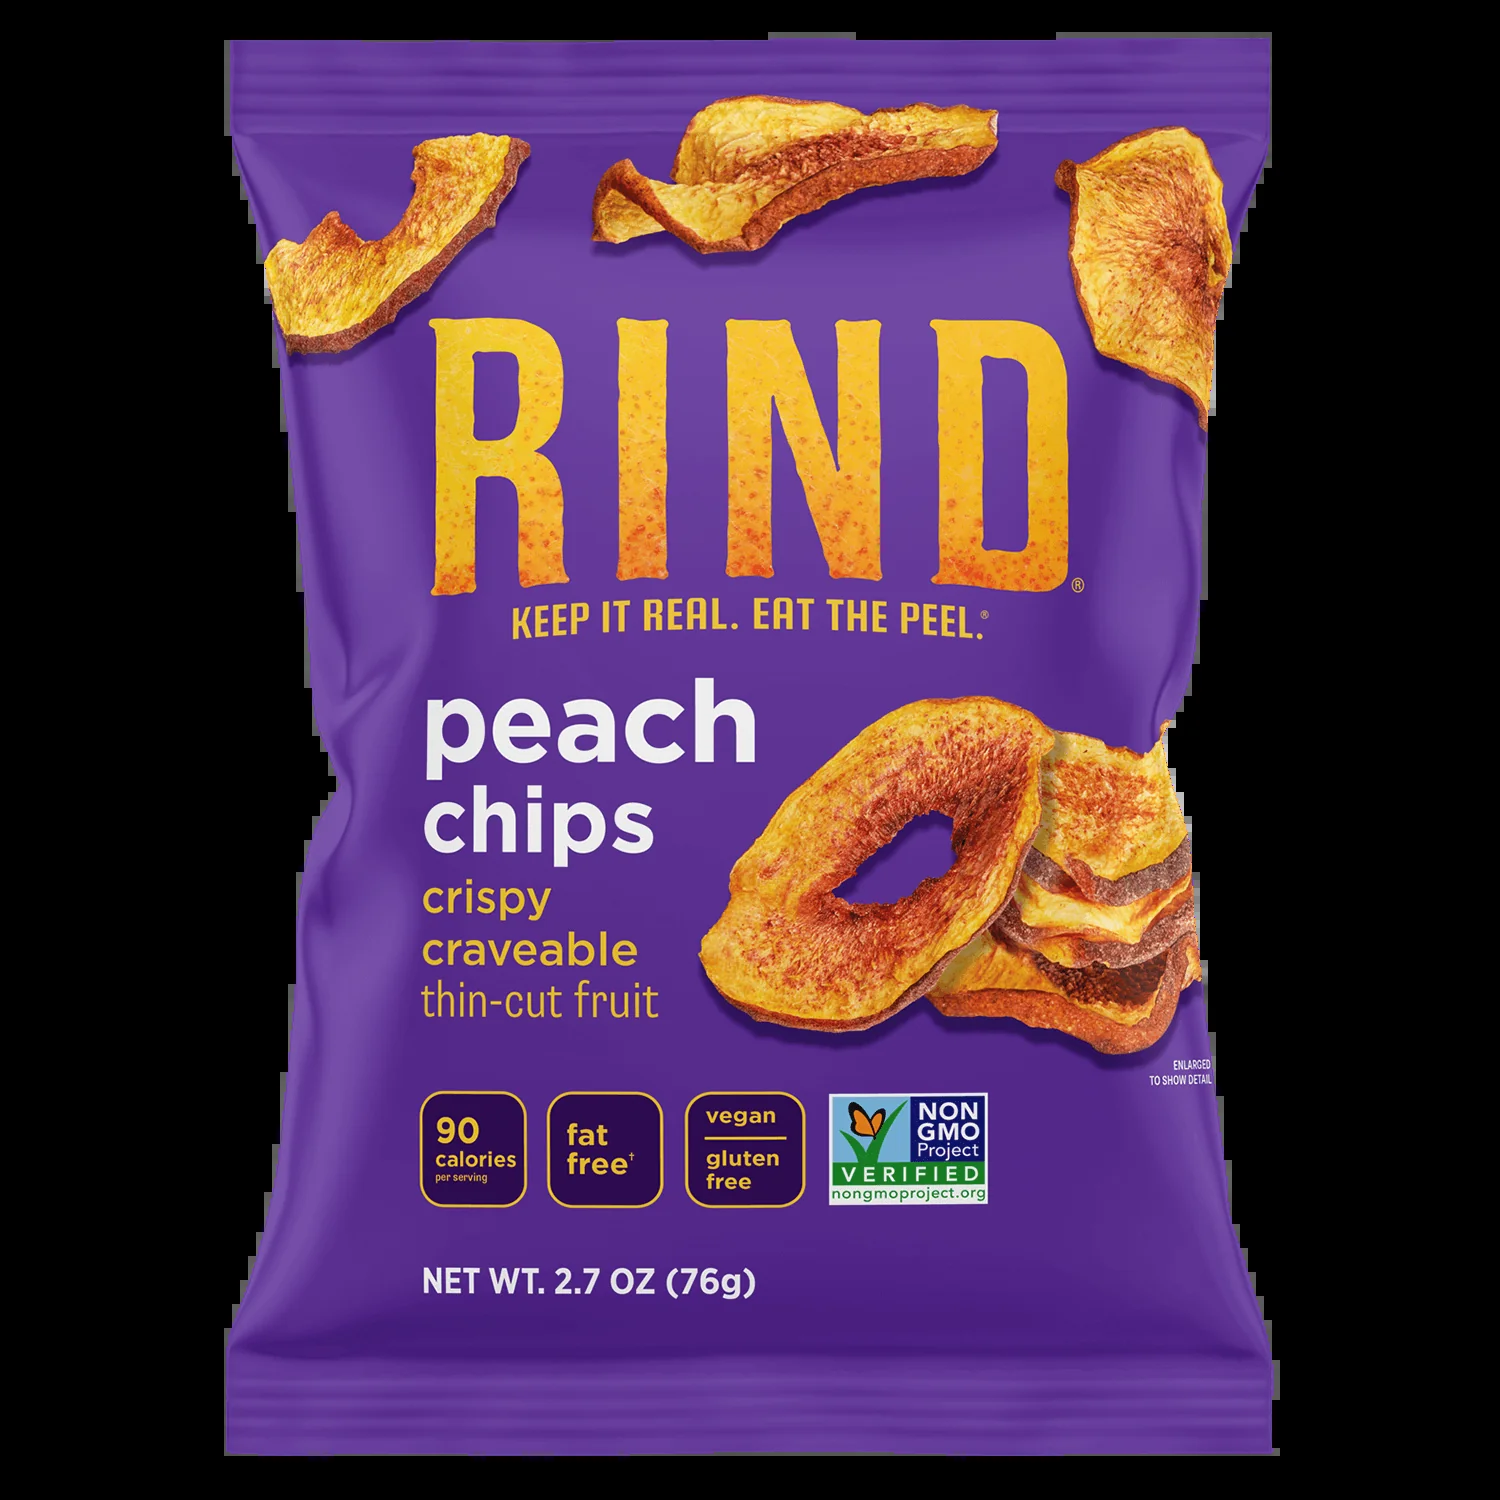 RIND®
KEEP IT REAL. EAT THE PEEL.®
peach
chips
crispy
craveable
thin-cut fruit
ENLARGED
TO SHOW DETAIL
90
calories
per serving
fat
free†
vegan
gluten
free
NON
GMO
Project
VERIFIED
nongmoproject.org
NET WT. 2.7 OZ (76g)